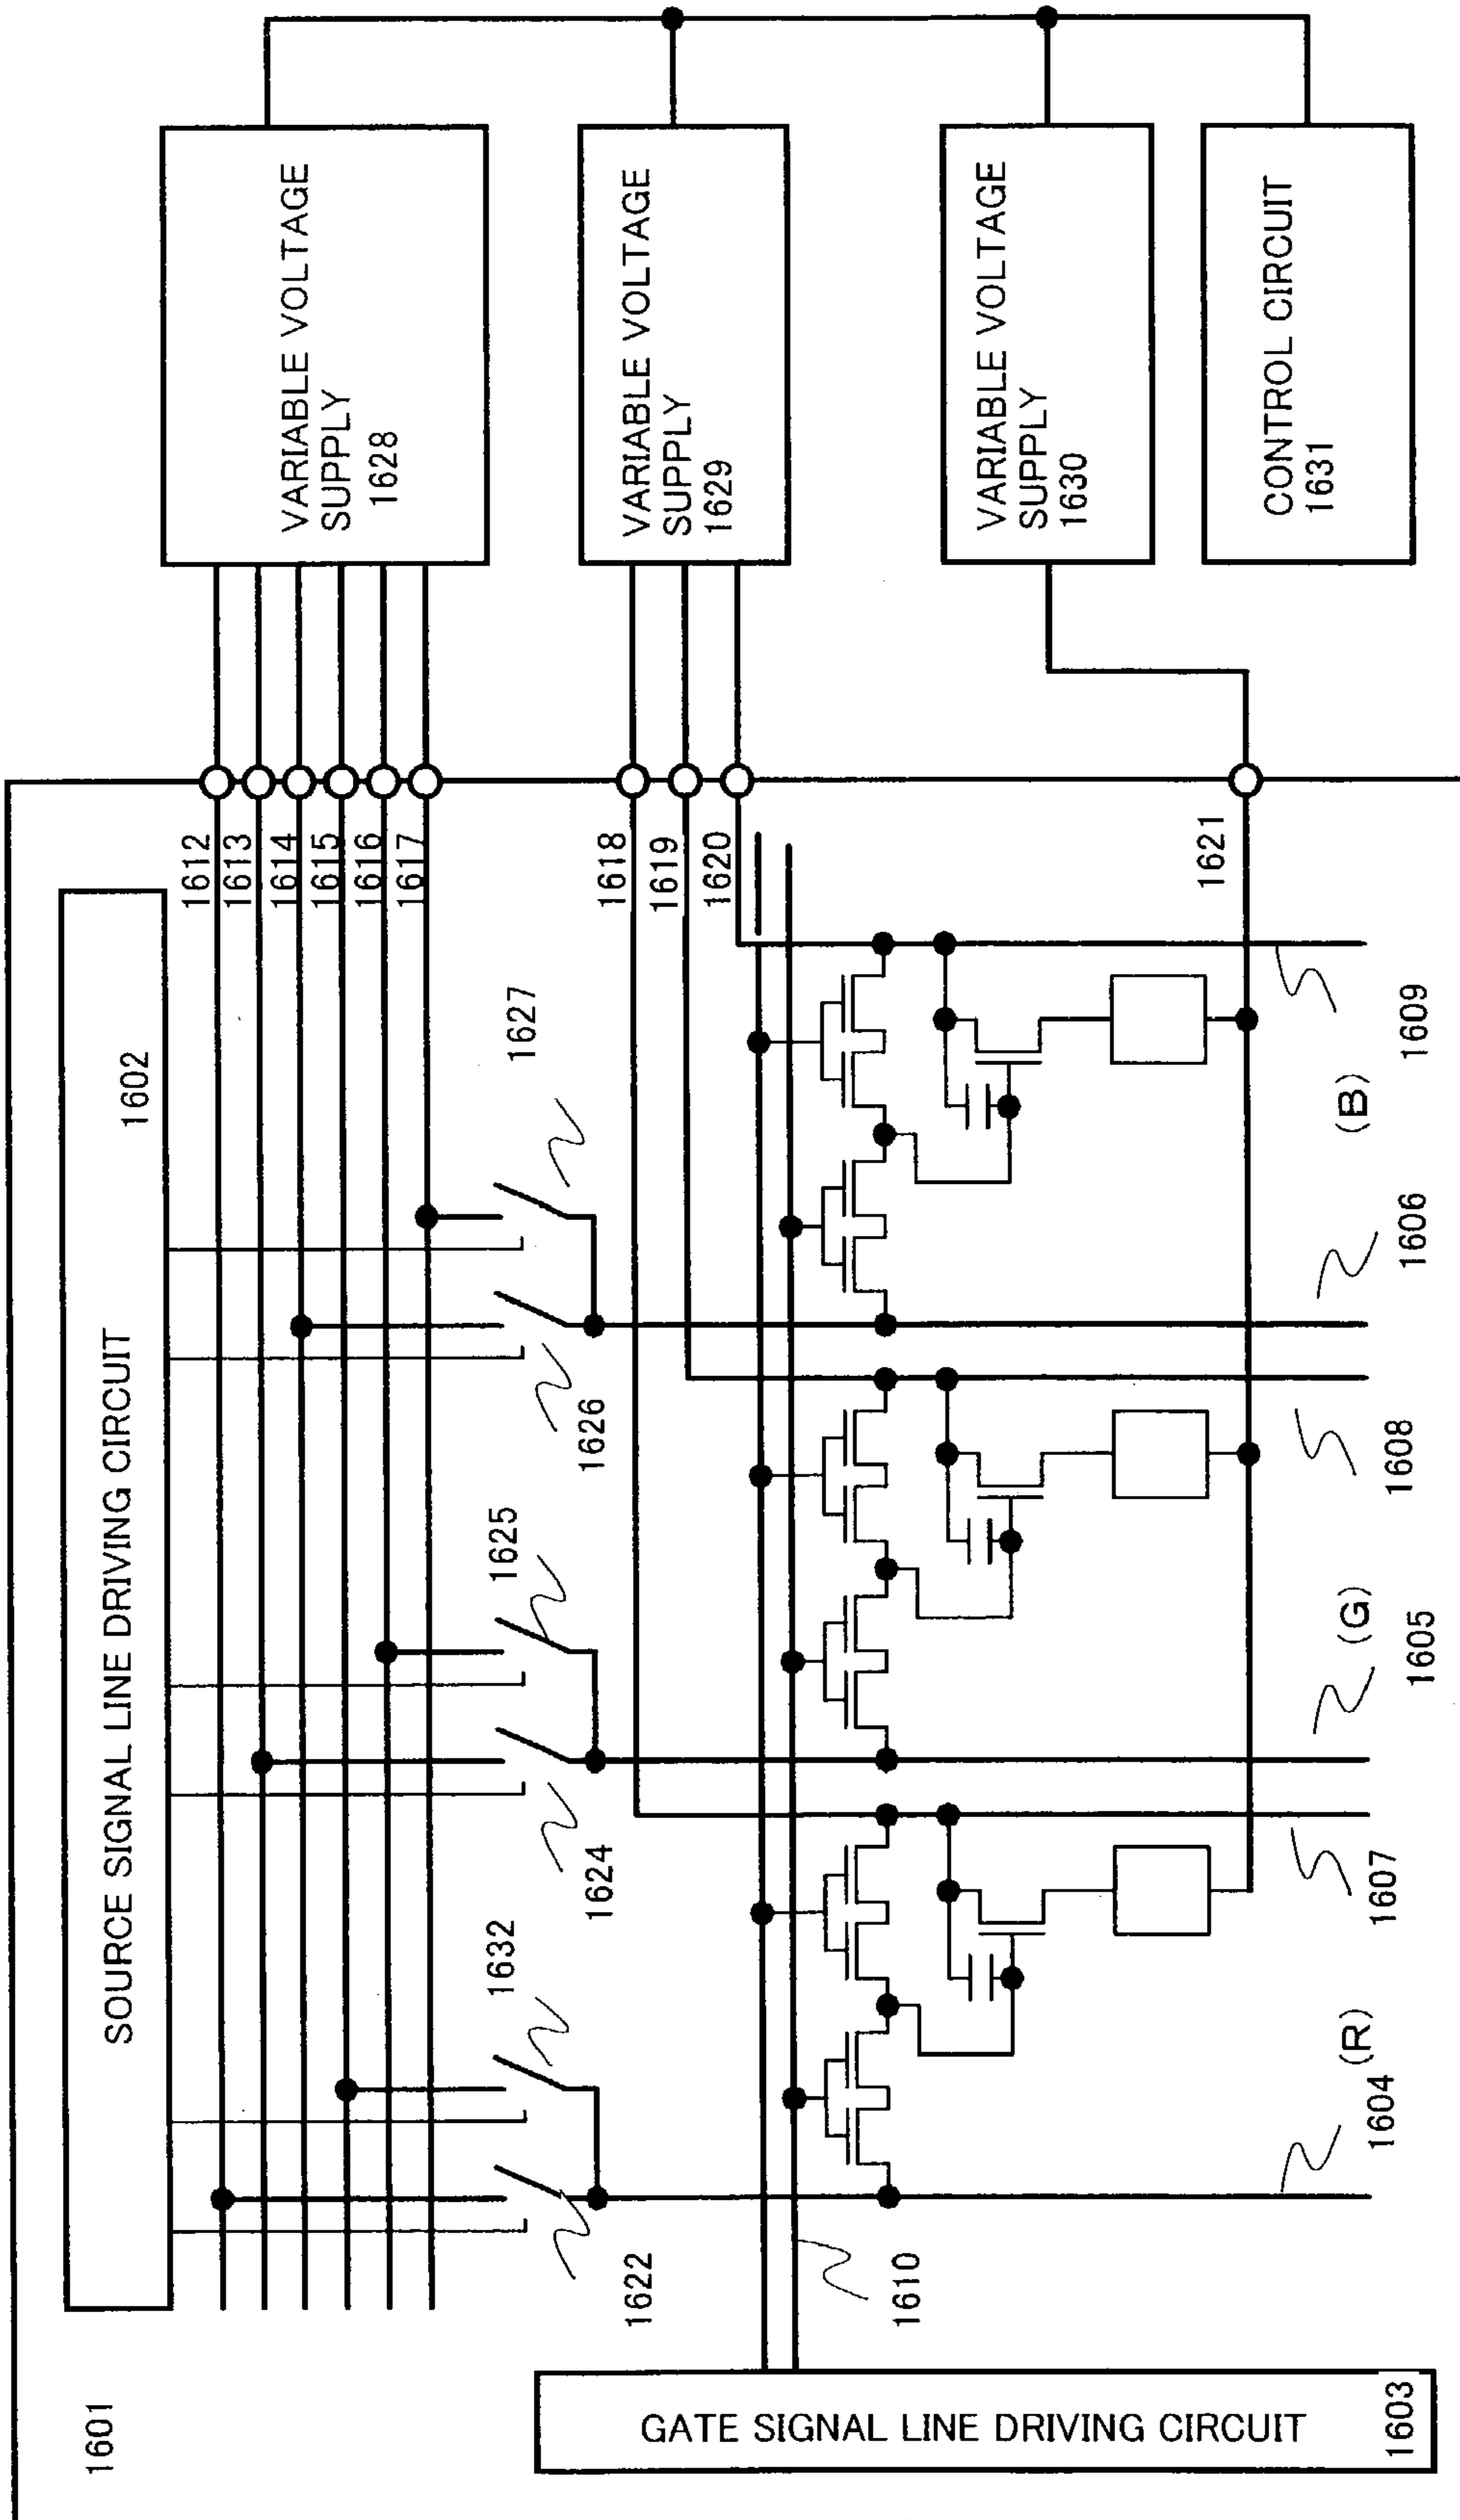 1601
SOURCE SIGNAL LINE DRIVING CIRCUIT
1602
1612
1613
1614
1615
1616
1617
VARIABLE VOLTAGE
SUPPLY
1628
1622
1632
1624
1625
1626
1627
1618
1619
1620
VARIABLE VOLTAGE
SUPPLY
1629
GATE SIGNAL LINE DRIVING CIRCUIT
1603
1610
1604
(R)
1607
1605
(G)
1608
1606
(B)
1609
1621
VARIABLE VOLTAGE
SUPPLY
1630
CONTROL CIRCUIT
1631